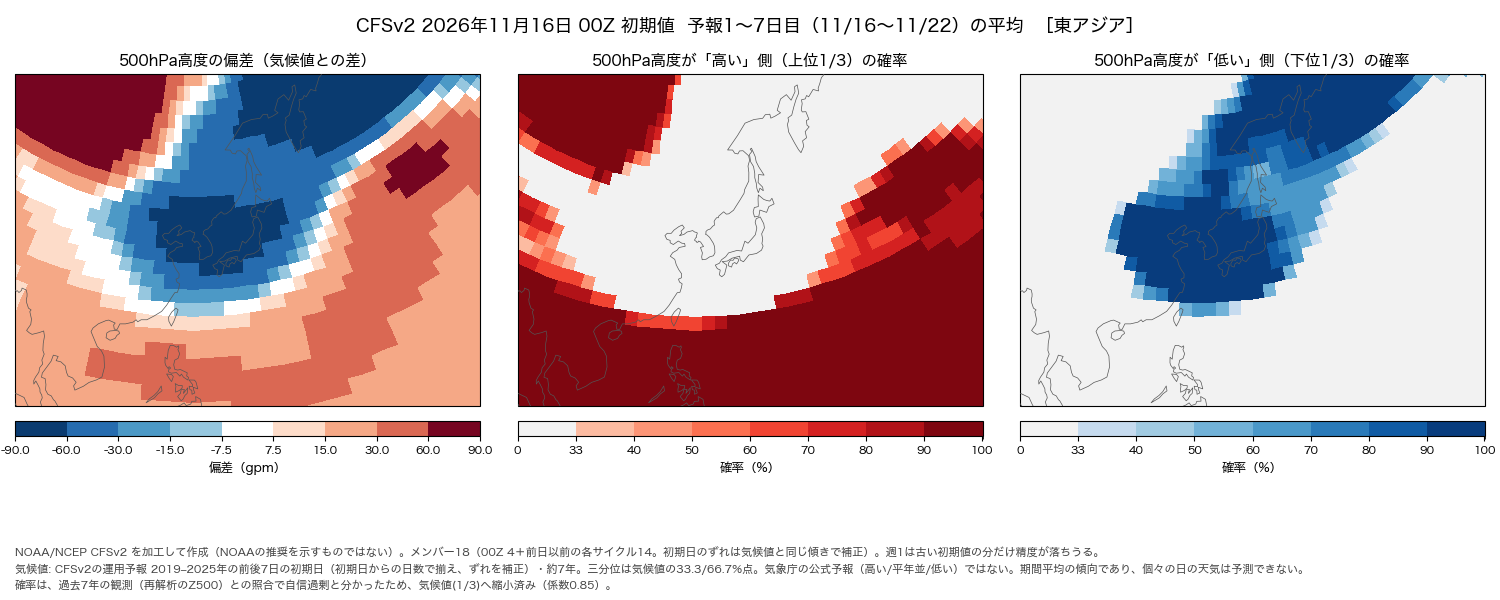 CFSv2 2026年11月16日 00Z 初期値  予報1～7日目（11/16～11/22）の平均  ［東アジア］
500hPa高度の偏差（気候値との差）
500hPa高度が「高い」側（上位1/3）の確率
500hPa高度が「低い」側（下位1/3）の確率
-90.0 -60.0 -30.0 -15.0 -7.5 7.5 15.0 30.0 60.0 90.0
偏差（gpm）
0 33 40 50 60 70 80 90 100
確率（%）
0 33 40 50 60 70 80 90 100
確率（%）
NOAA/NCEP CFSv2 を加工して作成（NOAAの推奨を示すものではない）。メンバー18（00Z 4＋前日以前の各サイクル14。初期日のずれは気候値と同じ傾きで補正）。週1は古い初期値の分だけ精度が落ちうる。
気候値: CFSv2の運用予報 2019–2025年の前後7日の初期日（初期日からの日数で揃え、ずれを補正）・約7年。三分位は気候値の33.3/66.7%点。気象庁の公式予報（高い/平年並/低い）ではない。期間平均の傾向であり、個々の日の天気は予測できない。
確率は、過去7年の観測（再解析のZ500）との照合で自信過剰と分かったため、気候値(1/3)へ縮小済み（係数0.85）。